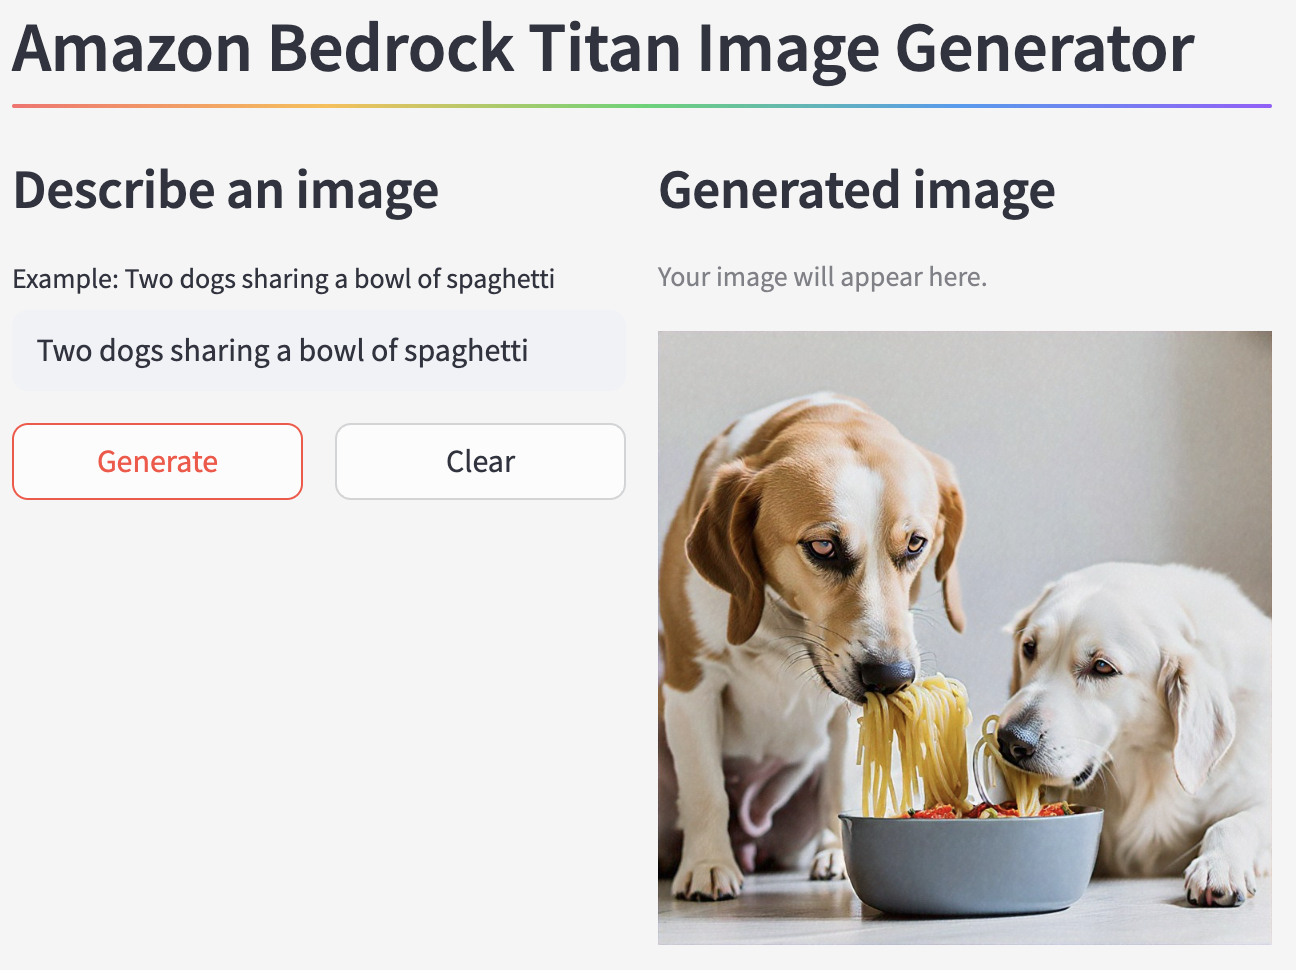 Amazon Bedrock Titan Image Generator
Describe an image
Example: Two dogs sharing a bowl of spaghetti
Two dogs sharing a bowl of spaghetti
Generate
Clear
Generated image
Your image will appear here.